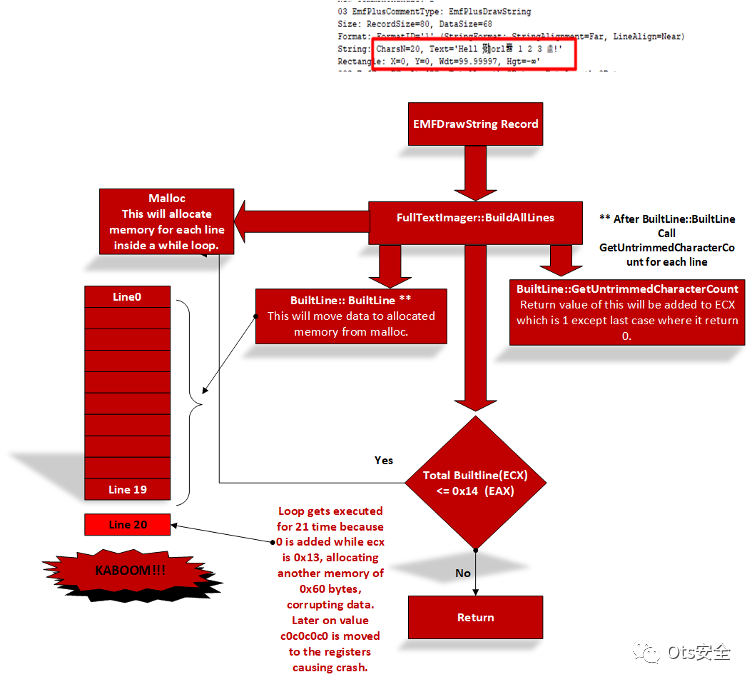 03 EmfPlusCommentType: EmfPlusDrawString
Size: RecordSize=80, DataSize=68
Format: FormatID='1' (StringFormat: StringAlignment=Far, LineAlign=Near)
String: CharsN=20, Text='Hell orl 1 2 3 !'
Rectangle: X=0, Y=0, Wdt=99.99997, Hgt=-∞'
EMFDrawString Record
Malloc
This will allocate
memory for each line
inside a while loop.
FullTextImager::BuildAllLines
** After BuiltLine::BuiltLine
Call
GetUntrimmedCharacterCo
unt for each line
BuiltLine:: BuiltLine **
This will move data to allocated
memory from malloc.
BuiltLine::GetUntrimmedCharacterCount
Return value of this will be added to ECX
which is 1 except last case where it return
0.
Line0
Line 19
Line 20
KABOOM!!!
Yes
Total Builtline(ECX)
<= 0x14 (EAX)
Loop gets executed
for 21 time because
0 is added while ecx
is 0x13, allocating
another memory of
0x60 bytes,
corrupting data.
Later on value
c0c0c0c0 is moved
to the registers
causing crash.
No
Return
Ots安全